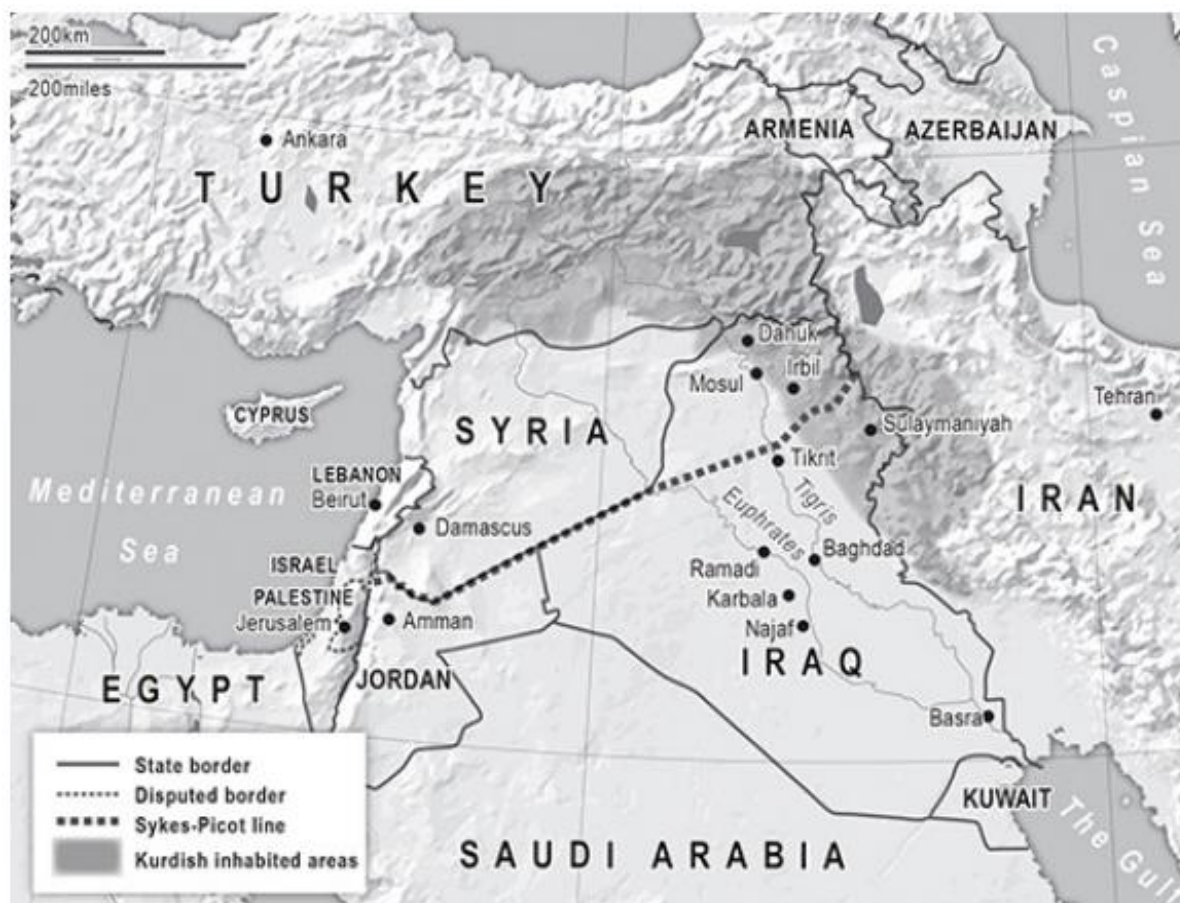 200km
200miles
Caspian Sea
ARMENIA
AZERBAIJAN
Ankara
TURKEY
Dahuk
Mosul
Irbil
Tehran
CYPRUS
SYRIA
Sulaymaniyah
Tikrit
LEBANON
Beirut
Mediterranean
Sea
Damascus
Tigris
Euphrates
IRAN
Baghdad
ISRAEL
Ramadi
PALESTINE
Karbala
Jerusalem
Amman
Najaf
IRAQ
EGYPT
JORDAN
Basra
State border
Disputed border
Sykes-Picot line
Kurdish inhabited areas
KUWAIT
The Gulf
SAUDI ARABIA